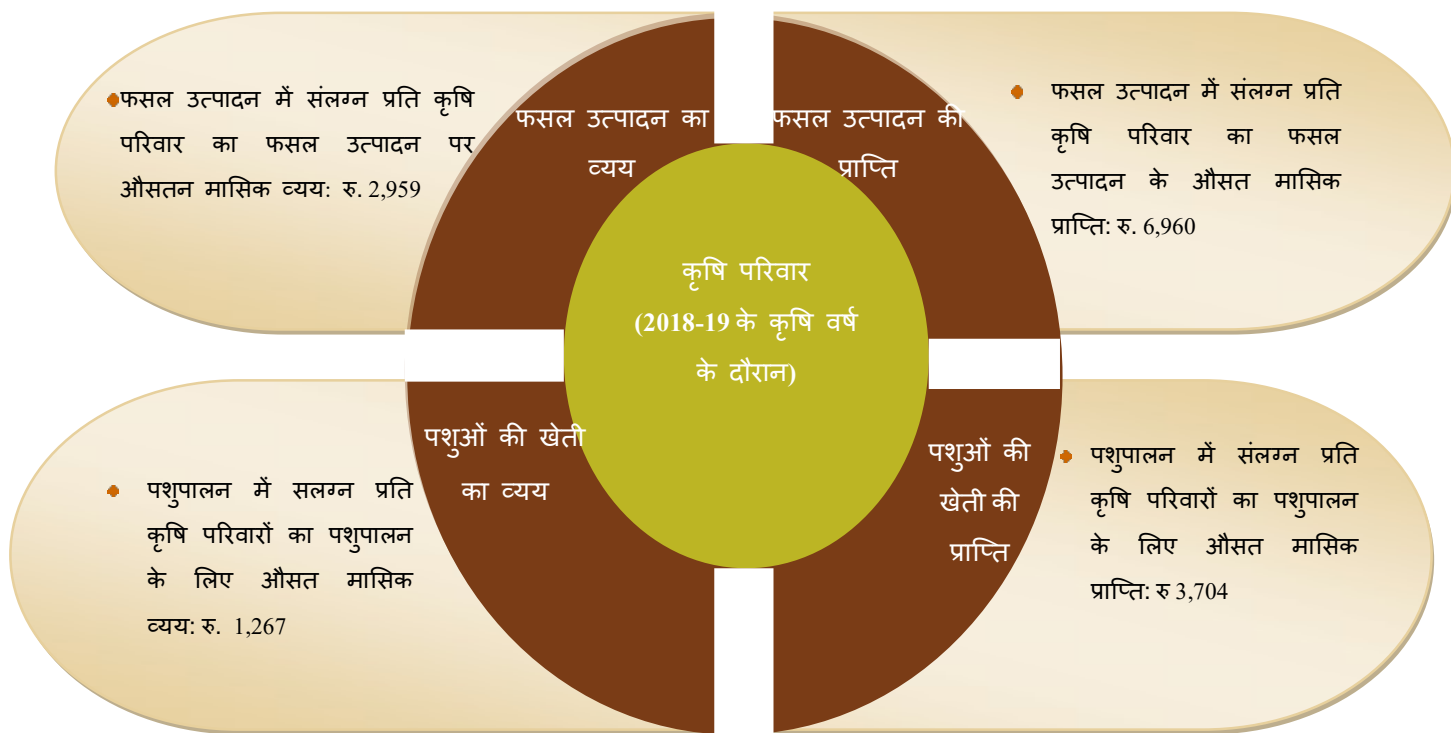 फसल उत्पादन में संलग्न प्रति कृषि
परिवार का फसल उत्पादन पर
औसतन मासिक व्यय: रु. 2,959
फसल उत्पादन का
व्यय
फसल उत्पादन की
प्राप्ति
फसल उत्पादन में संलग्न प्रति
कृषि परिवार का फसल
उत्पादन के औसत मासिक
प्राप्ति: रु. 6,960
कृषि परिवार
(2018-19 के कृषि वर्ष
के दौरान)
पशुपालन में सलग्न प्रति
कृषि परिवारों का पशुपालन
के लिए औसत मासिक
व्यय: रु. 1,267
पशुओं की खेती
का व्यय
पशुओं की
खेती की
प्राप्ति
पशुपालन में संलग्न प्रति
कृषि परिवारों का पशुपालन
के लिए औसत मासिक
प्राप्ति: रु 3,704